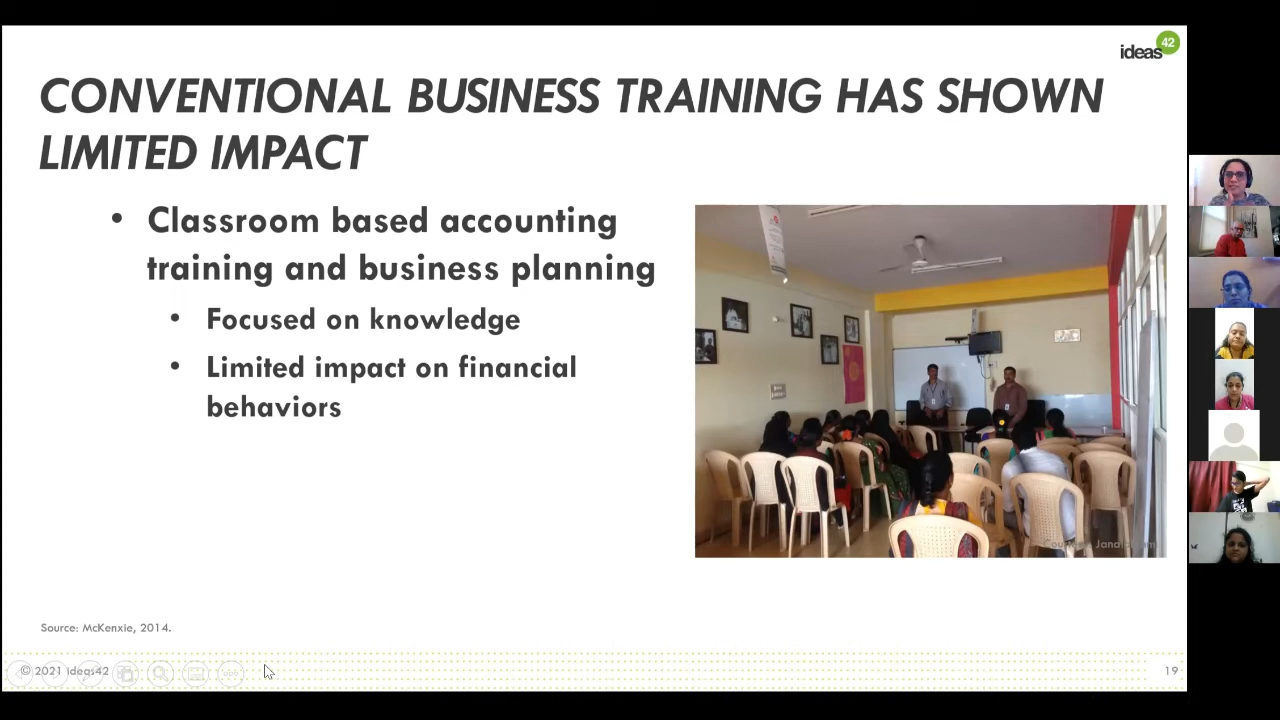 ideas42
CONVENTIONAL BUSINESS TRAINING HAS SHOWN
LIMITED IMPACT
• Classroom based accounting
training and business planning
• Focused on knowledge
• Limited impact on financial
behaviors
Source: McKenxie, 2014.
© 2021 ideas42
19